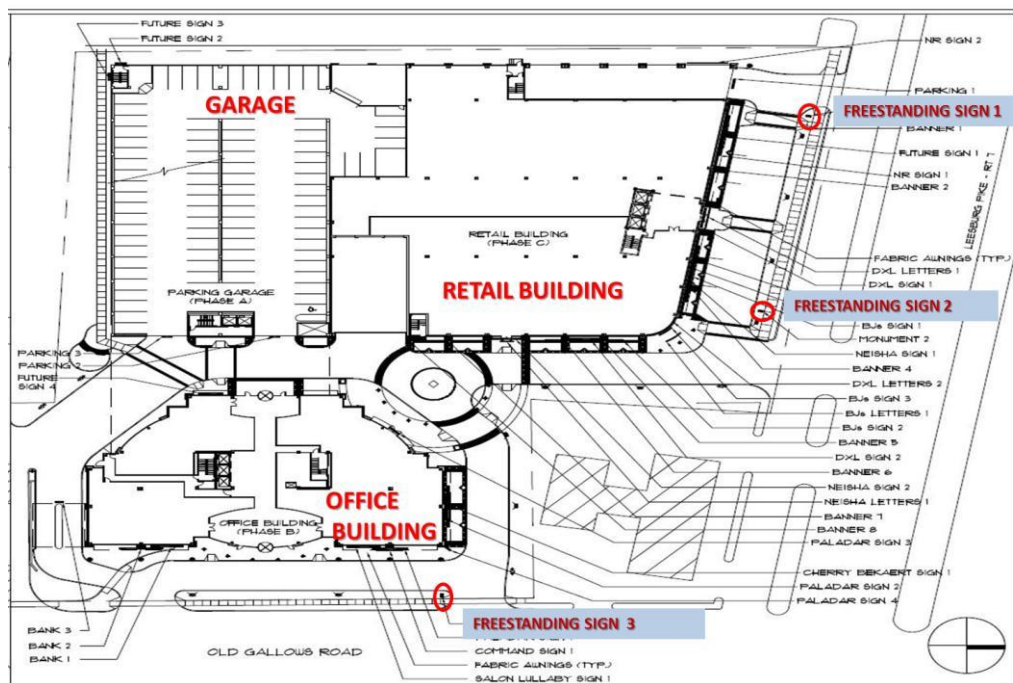 FUTURE SIGN 3
FUTURE SIGN 2
NR SIGN 2
GARAGE
PARKING 1
FREESTANDING SIGN 1
BANNER 1
FUTURE SIGN 1
NR SIGN 1
BANNER 2
LEESBURG PIKE - RT 7
RETAIL BUILDING
(PHASE C)
FABRIC AWNINGS (TYP.)
DXL LETTERS 1
DXL SIGN 1
PARKING GARAGE
(PHASE A)
RETAIL BUILDING
FREESTANDING SIGN 2
BJs SIGN 1
MONUMENT 2
NEISHA SIGN 1
BANNER 4
DXL LETTERS 2
BJs SIGN 3
BJs LETTERS 1
BJs SIGN 2
BANNER 5
DXL SIGN 2
BANNER 6
NEISHA SIGN 2
NEISHA LETTERS 1
BANNER 7
BANNER 8
PALADAR SIGN 3
CHERRY BEKAERT SIGN 1
PALADAR SIGN 2
PALADAR SIGN 4
PARKING 3
PARKING 2
FUTURE
SIGN 4
OFFICE
BUILDING
OFFICE BUILDING
(PHASE B)
FREESTANDING SIGN 3
BANK 3
BANK 2
BANK 1
OLD GALLOWS ROAD
COMMAND SIGN 1
FABRIC AWNINGS (TYP.)
SALON LULLABY SIGN 1